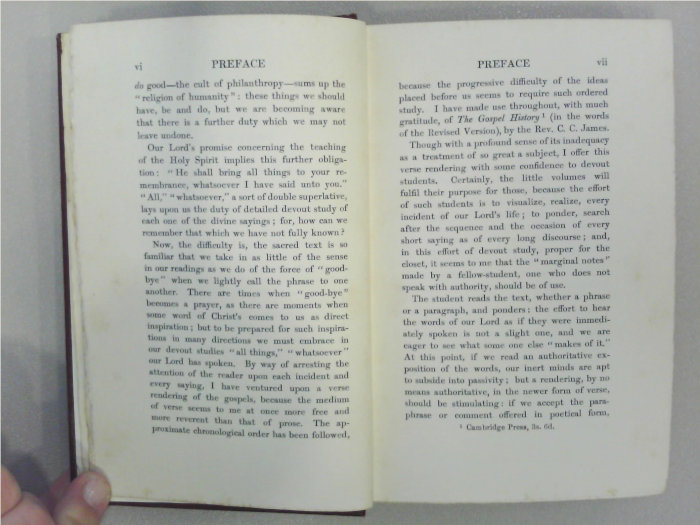 vi PREFACE
do good—the cult of philanthropy—sums up the
"religion of humanity": these things we should
have, be and do, but we are becoming aware
that there is a further duty which we may not
leave undone.
Our Lord's promise concerning the teaching
of the Holy Spirit implies this further obliga-
tion: "He shall bring all things to your re-
membrance, whatsoever I have said unto you."
"All," "whatsoever," a sort of double superlative,
lays upon us the duty of detailed devout study of
each one of the divine sayings; for, how can we
remember that which we have not fully known?
Now, the difficulty is, the sacred text is so
familiar that we take in as little of the sense
in our readings as we do of the force of "good-
bye" when we lightly call the phrase to one
another. There are times when "good-bye"
becomes a prayer, as there are moments when
some word of Christ's comes to us as direct
inspiration; but to be prepared for such inspira-
tions in many directions we must embrace in
our devout studies "all things," "whatsoever"
our Lord has spoken. By way of arresting the
attention of the reader upon each incident and
every saying, I have ventured upon a verse
rendering of the gospels, because the medium
of verse seems to me at once more free and
more reverent than that of prose. The ap-
proximate chronological order has been followed,
PREFACE vii
because the progressive difficulty of the ideas
placed before us seems to require such ordered
study. I have made use throughout, with much
gratitude, of The Gospel History¹ (in the words
of the Revised Version), by the Rev. C. C. James.
Though with a profound sense of its inadequacy
as a treatment of so great a subject, I offer this
verse rendering with some confidence to devout
students. Certainly, the little volumes will
fulfil their purpose for those, because the effort
of such students is to visualize, realize, every
incident of our Lord's life; to ponder, search
after the sequence and the occasion of every
short saying as of every long discourse; and,
in this effort of devout study, proper for the
closet, it seems to me that the "marginal notes"
made by a fellow-student, one who does not
speak with authority, should be of use.
The student reads the text, whether a phrase
or a paragraph, and ponders: the effort to hear
the words of our Lord as if they were immedi-
ately spoken is not a slight one, and we are
eager to see what some one else "makes of it."
At this point, if we read an authoritative ex-
position of the words, our inert minds are apt
to subside into passivity; but a rendering, by no
means authoritative, in the newer form of verse,
should be stimulating: if we accept the para-
phrase or comment offered in poetical form,
¹ Cambridge Press, 3s. 6d.